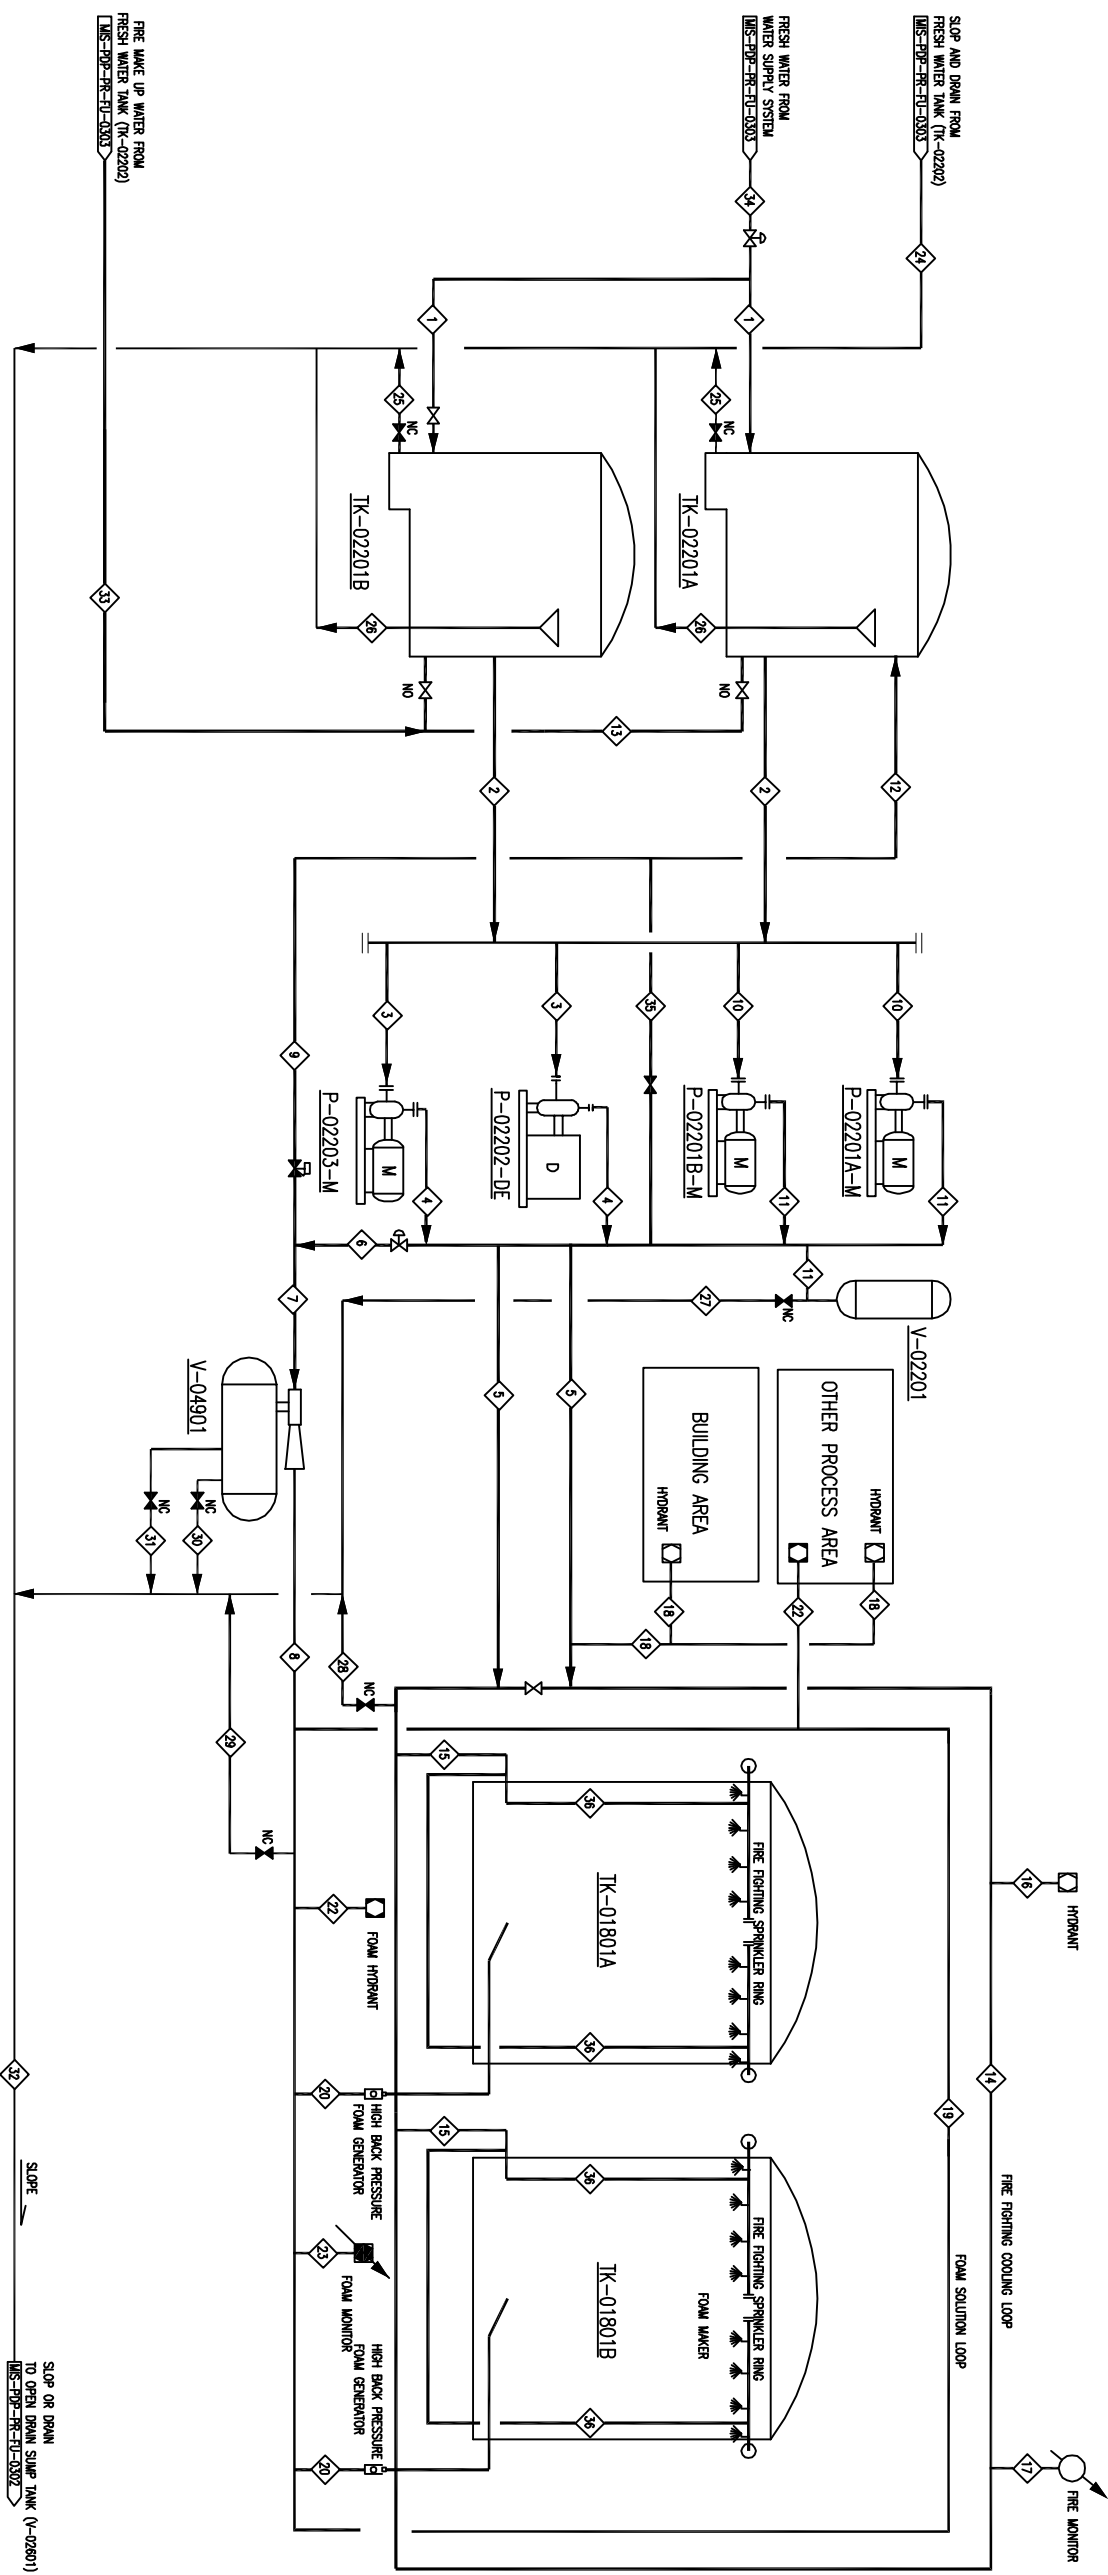 SLOP AND DRAIN FROM
FRESH WATER TANK (TK-02202)
MIS-PDP-PR-FU-0303
24
FRESH WATER FROM
WATER SUPPLY SYSTEM
MIS-PDP-PR-FU-0303
34
FIRE MAKE UP WATER FROM
FRESH WATER TANK (TK-02202)
MIS-PDP-PR-FU-0303
33
1
1
25
NC
25
NC
TK-02201A
TK-02201B
26
26
NO
NO
13
12
2
2
10
10
35
3
3
9
P-02201A-M
M
P-02201B-M
M
P-02202-DE
D
P-02203-M
M
11
11
4
4
6
11
V-02201
NC
27
7
5
5
V-04901
NC
30
NC
31
OTHER PROCESS AREA
HYDRANT
BUILDING AREA
HYDRANT
18
22
18
18
8
28
NC
29
NC
16
HYDRANT
14
FIRE FIGHTING COOLING LOOP
17
FIRE MONITOR
19
FOAM SOLUTION LOOP
15
36
FIRE FIGHTING SPRINKLER RING
TK-01801A
36
22
FOAM HYDRANT
20
HIGH BACK PRESSURE
FOAM GENERATOR
15
36
FIRE FIGHTING SPRINKLER RING
FOAM MAKER
TK-01801B
36
23
FOAM MONITOR
20
HIGH BACK PRESSURE
FOAM GENERATOR
32
SLOPE
SLOP OR DRAIN
TO OPEN DRAIN SUMP TANK (V-02601)
MIS-PDP-PR-FU-0302